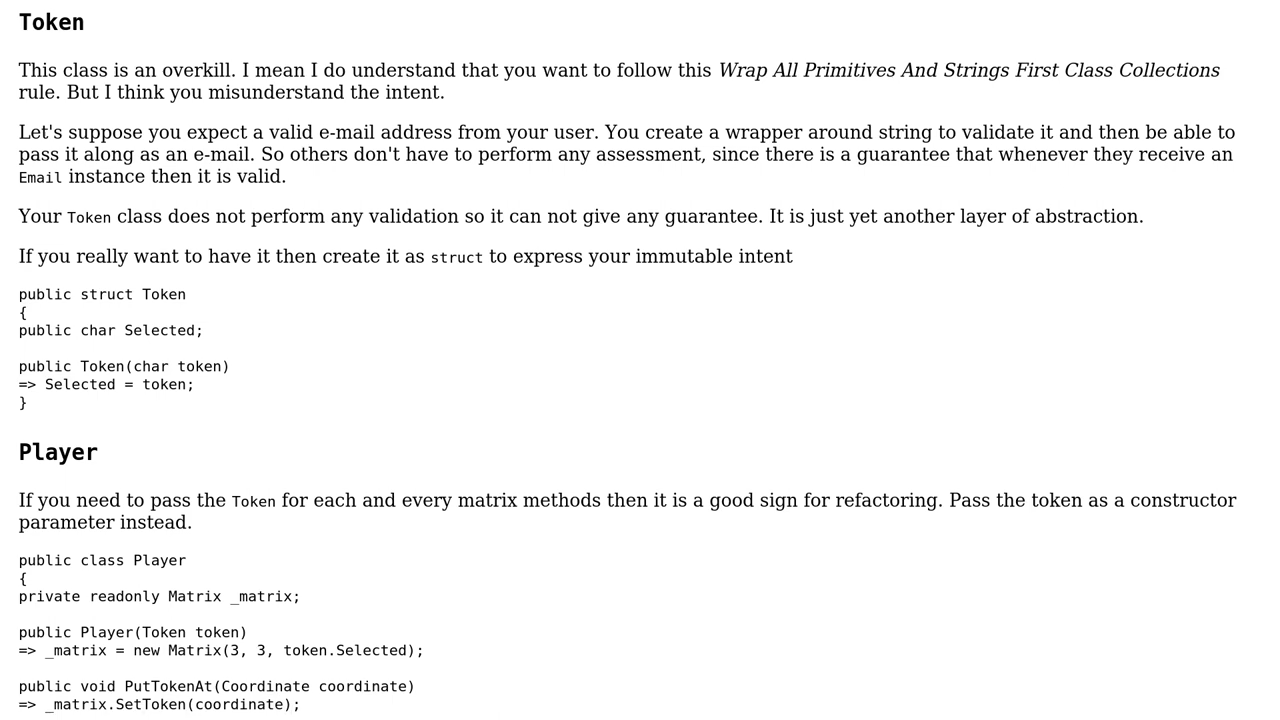 Token
This class is an overkill. I mean I do understand that you want to follow this Wrap All Primitives And Strings First Class Collections
rule. But I think you misunderstand the intent.
Let's suppose you expect a valid e-mail address from your user. You create a wrapper around string to validate it and then be able to
pass it along as an e-mail. So others don't have to perform any assessment, since there is a guarantee that whenever they receive an
Email instance then it is valid.
Your Token class does not perform any validation so it can not give any guarantee. It is just yet another layer of abstraction.
If you really want to have it then create it as struct to express your immutable intent
public struct Token
{
public char Selected;
public Token(char token)
=> Selected = token;
}
Player
If you need to pass the Token for each and every matrix methods then it is a good sign for refactoring. Pass the token as a constructor
parameter instead.
public class Player
{
private readonly Matrix _matrix;
public Player(Token token)
=> _matrix = new Matrix(3, 3, token.Selected);
public void PutTokenAt(Coordinate coordinate)
=> _matrix.SetToken(coordinate);